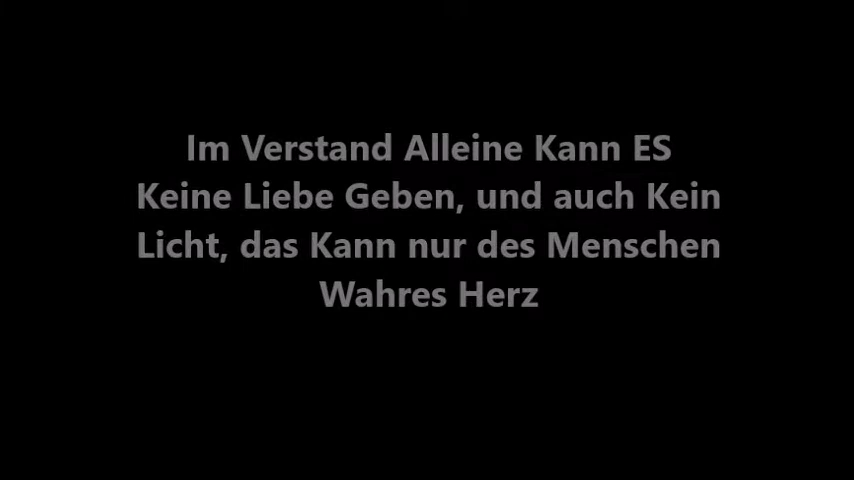 Im Verstand Alleine Kann ES
Keine Liebe Geben, und auch Kein
Licht, das Kann nur des Menschen
Wahres Herz